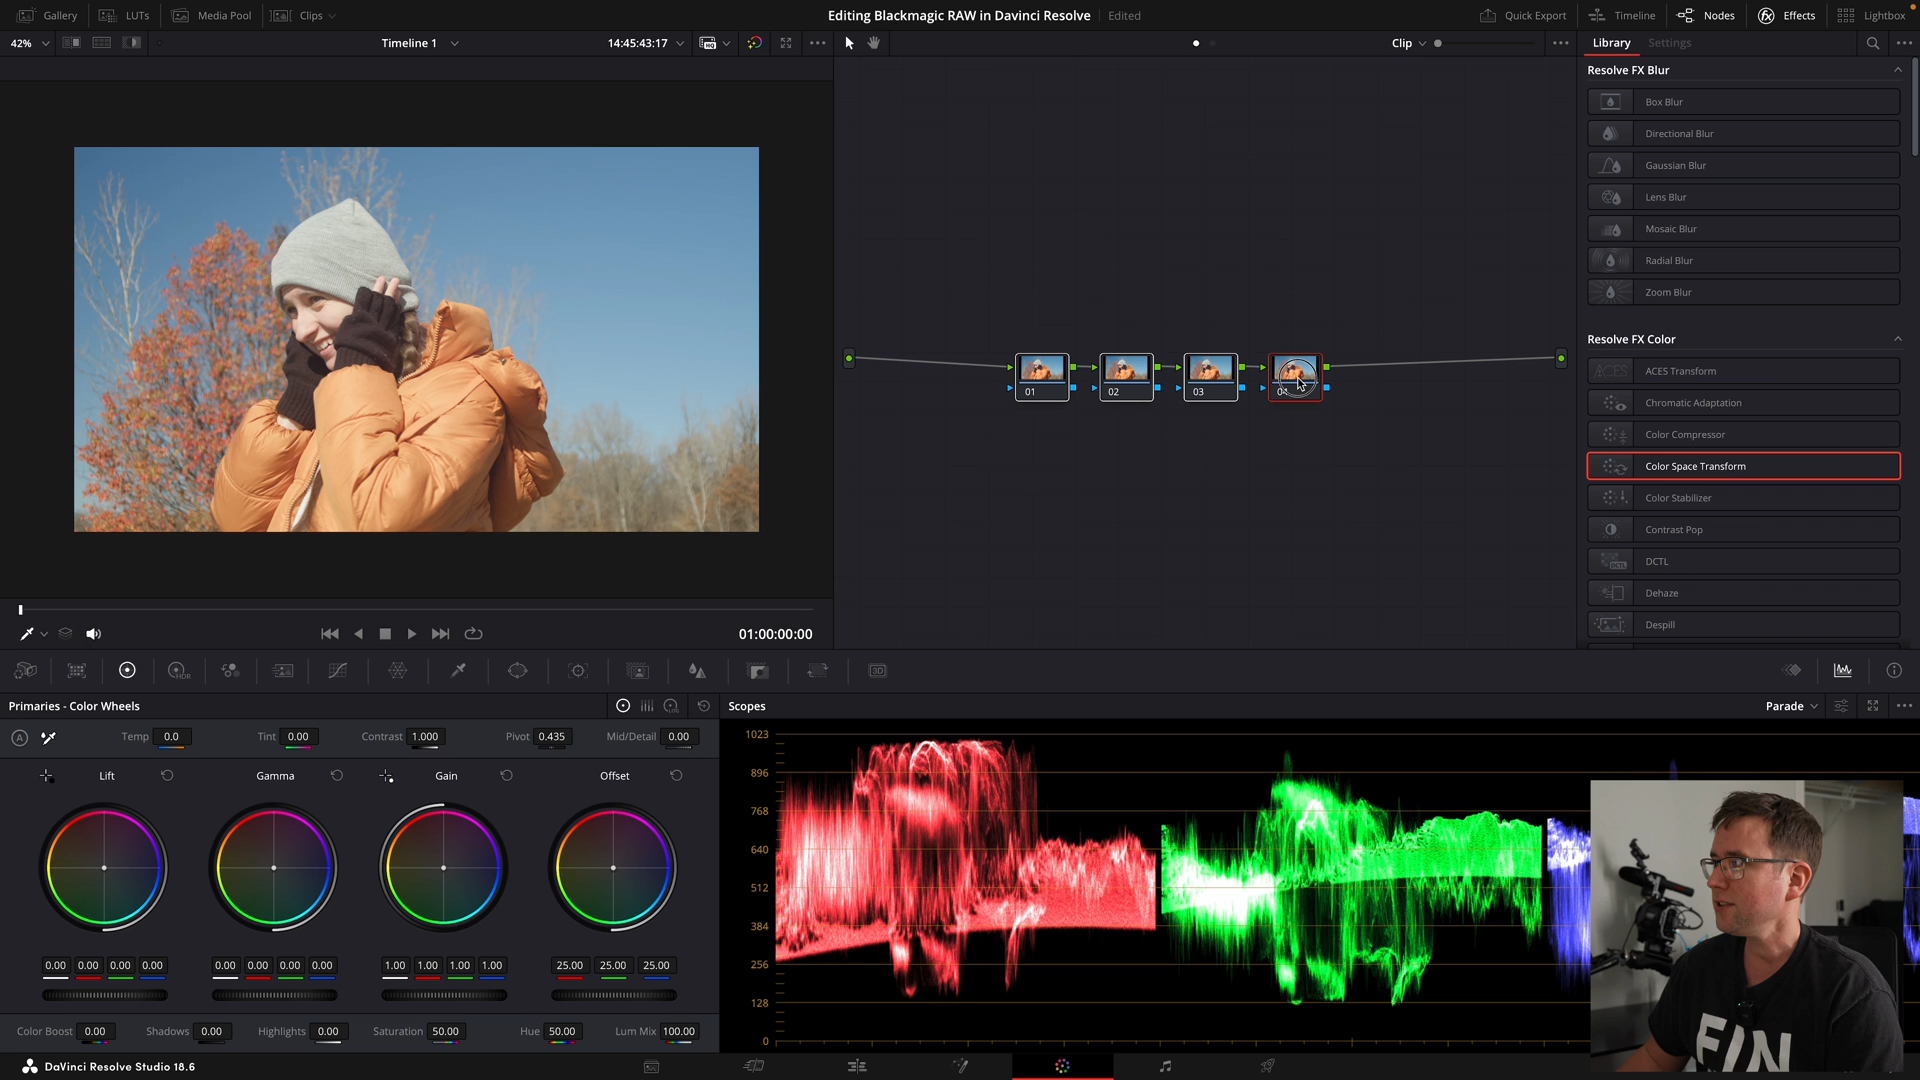 Gallery
LUTs
Media Pool
Clips
Editing Blackmagic RAW in Davinci Resolve
Edited
Quick Export
Timeline
Nodes
Effects
Lightbox
42%
Timeline 1
14:45:43:17
Clip
Library
Settings
Resolve FX Blur
Box Blur
Directional Blur
Gaussian Blur
Lens Blur
Mosaic Blur
Radial Blur
Zoom Blur
Resolve FX Color
ACES Transform
Chromatic Adaptation
Color Compressor
Color Space Transform
Color Stabilizer
Contrast Pop
DCTL
Dehaze
Despill
01
02
03
04
01:00:00:00
HDR
3D
Primaries - Color Wheels
LOG
Scopes
Parade
A
Temp 0.0
Tint 0.00
Contrast 1.000
Pivot 0.435
Mid/Detail 0.00
Lift
Gamma
Gain
Offset
0.00 0.00 0.00 0.00
0.00 0.00 0.00 0.00
1.00 1.00 1.00 1.00
25.00 25.00 25.00
Color Boost 0.00
Shadows 0.00
Highlights 0.00
Saturation 50.00
Hue 50.00
Lum Mix 100.00
1023
896
768
640
512
384
256
128
0
DaVinci Resolve Studio 18.6